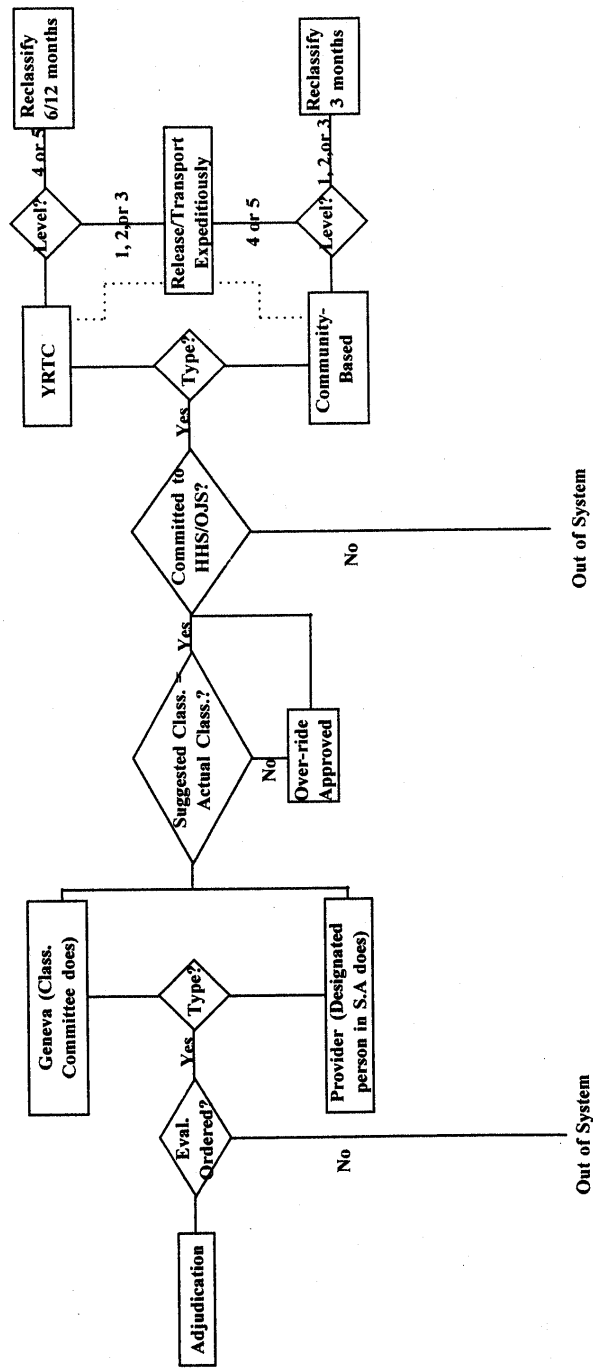 Adjudication
Eval.
Ordered?
Yes
No
Out of System
Type?
Geneva (Class.
Committee does)
Provider (Designated
person in S.A does)
Suggested Class. =
Actual Class.?
Yes
No
Over-ride
Approved
Committed to
HHS/OJS?
Yes
No
Out of System
Type?
YRTC
Community-
Based
Level?
4 or 5
Reclassify
6/12 months
1, 2, or 3
Release/Transport
Expeditiously
4 or 5
Level?
1, 2, or 3
Reclassify
3 months